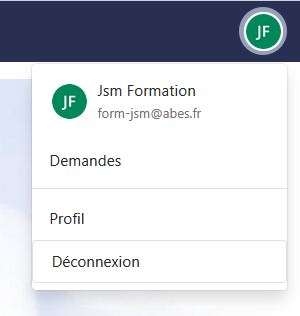 JF
JF
Jsm Formation
form-jsm@abes.fr
Demandes
Profil
Déconnexion